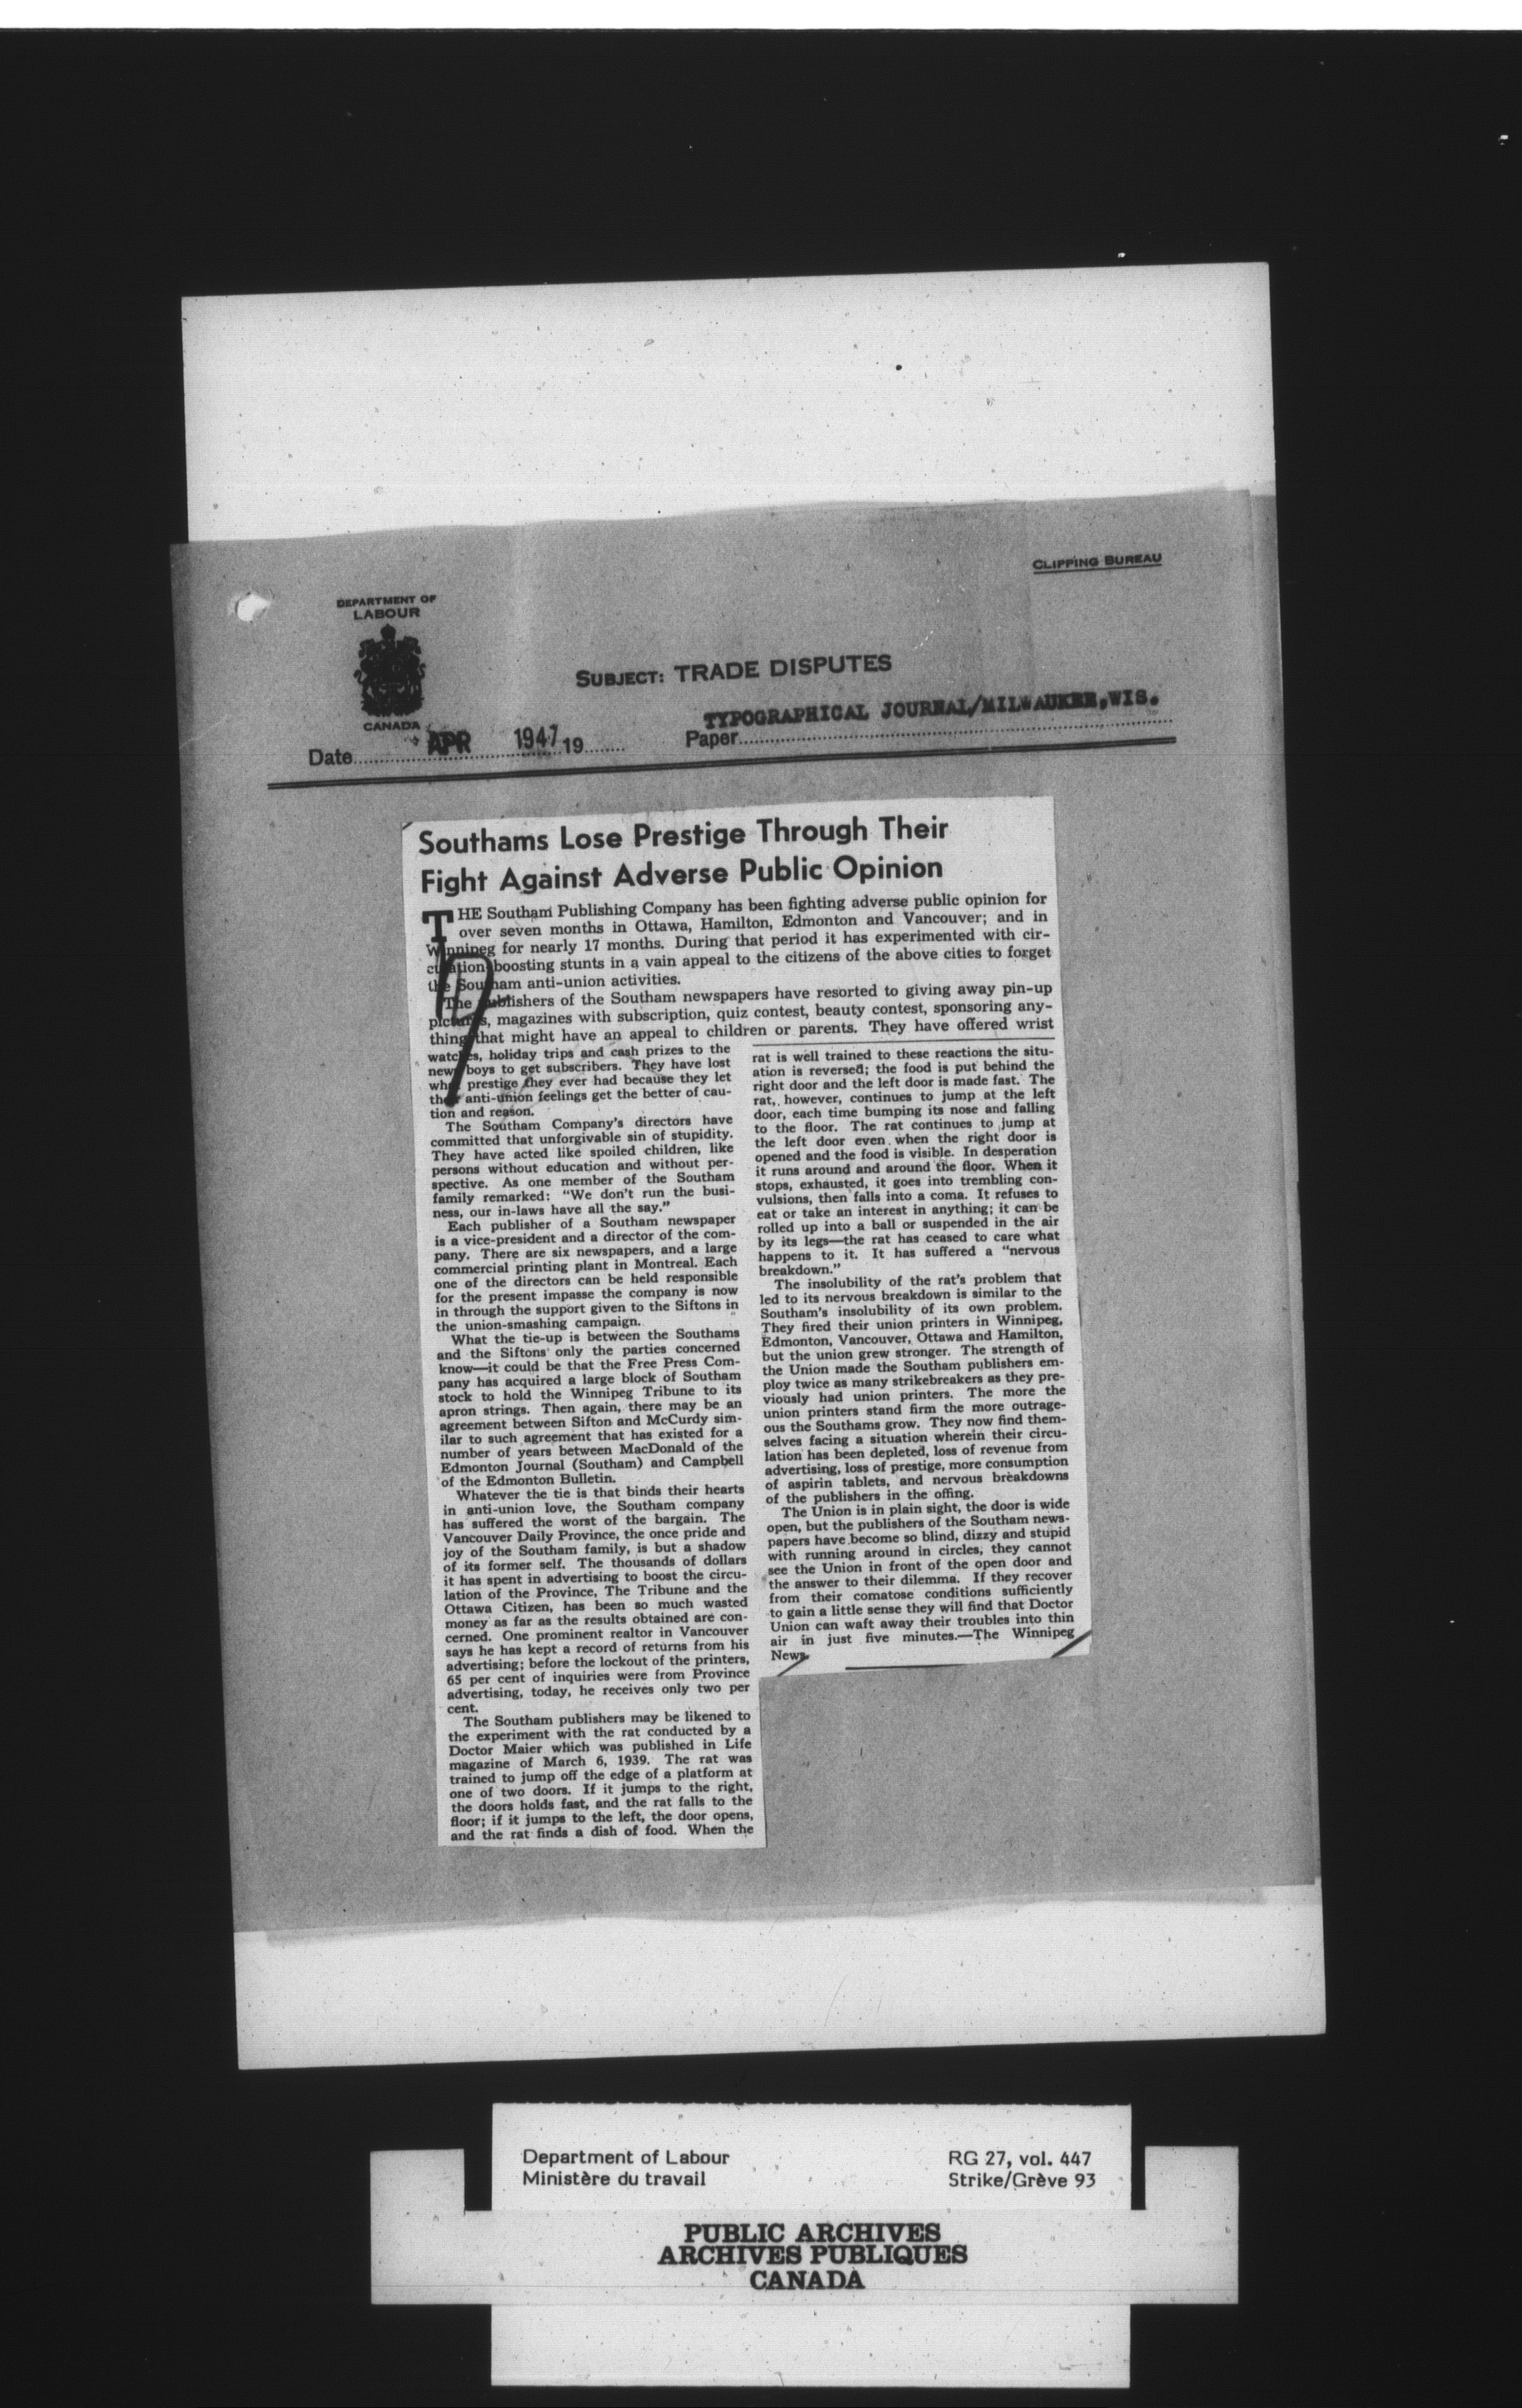 CLIPPING BUREAU
DEPARTMENT OF
LABOUR
CANADA
SUBJECT: TRADE DISPUTES
TYPOGRAPHICAL JOURNAL/MILWAUKEE,WIS.
Date APR 1947 19 Paper
Southams Lose Prestige Through Their
Fight Against Adverse Public Opinion
THE Southam Publishing Company has been fighting adverse public opinion for
over seven months in Ottawa, Hamilton, Edmonton and Vancouver; and in
Winnipeg for nearly 17 months. During that period it has experimented with cir-
culation-boosting stunts in a vain appeal to the citizens of the above cities to forget
the Southam anti-union activities.
The publishers of the Southam newspapers have resorted to giving away pin-up
pictures, magazines with subscription, quiz contest, beauty contest, sponsoring any-
thing that might have an appeal to children or parents. They have offered wrist
watches, holiday trips and cash prizes to the
news boys to get subscribers. They have lost
what prestige they ever had because they let
their anti-union feelings get the better of cau-
tion and reason.
The Southam Company's directors have
committed that unforgivable sin of stupidity.
They have acted like spoiled children, like
persons without education and without per-
spective. As one member of the Southam
family remarked: "We don't run the busi-
ness, our in-laws have all the say."
Each publisher of a Southam newspaper
is a vice-president and a director of the com-
pany. There are six newspapers, and a large
commercial printing plant in Montreal. Each
one of the directors can be held responsible
for the present impasse the company is now
in through the support given to the Siftons in
the union-smashing campaign.
What the tie-up is between the Southams
and the Siftons only the parties concerned
know—it could be that the Free Press Com-
pany has acquired a large block of Southam
stock to hold the Winnipeg Tribune to its
apron strings. Then again, there may be an
agreement between Sifton and McCurdy sim-
ilar to such agreement that has existed for a
number of years between MacDonald of the
Edmonton Journal (Southam) and Campbell
of the Edmonton Bulletin.
Whatever the tie is that binds their hearts
in anti-union love, the Southam company
has suffered the worst of the bargain. The
Vancouver Daily Province, the once pride and
joy of the Southam family, is but a shadow
of its former self. The thousands of dollars
it has spent in advertising to boost the circu-
lation of the Province, The Tribune and the
Ottawa Citizen, has been so much wasted
money as far as the results obtained are con-
cerned. One prominent realtor in Vancouver
says he has kept a record of returns from his
advertising; before the lockout of the printers,
65 per cent of inquiries were from Province
advertising, today, he receives only two per
cent.
The Southam publishers may be likened to
the experiment with the rat conducted by a
Doctor Maier which was published in Life
magazine of March 6, 1939. The rat was
trained to jump off the edge of a platform at
one of two doors. If it jumps to the right,
the doors holds fast, and the rat falls to the
floor; if it jumps to the left, the door opens,
and the rat finds a dish of food. When the
rat is well trained to these reactions the situ-
ation is reversed; the food is put behind the
right door and the left door is made fast. The
rat, however, continues to jump at the left
door, each time bumping its nose and falling
to the floor. The rat continues to jump at
the left door even when the right door is
opened and the food is visible. In desperation
it runs around and around the floor. When it
stops, exhausted, it goes into trembling con-
vulsions, then falls into a coma. It refuses to
eat or take an interest in anything; it can be
rolled up into a ball or suspended in the air
by its legs—the rat has ceased to care what
happens to it. It has suffered a "nervous
breakdown."
The insolubility of the rat's problem that
led to its nervous breakdown is similar to the
Southam's insolubility of its own problem.
They fired their union printers in Winnipeg,
Edmonton, Vancouver, Ottawa and Hamilton,
but the union grew stronger. The strength of
the Union made the Southam publishers em-
ploy twice as many strikebreakers as they pre-
viously had union printers. The more the
union printers stand firm the more outrage-
ous the Southams grow. They now find them-
selves facing a situation wherein their circu-
lation has been depleted, loss of revenue from
advertising, loss of prestige, more consumption
of aspirin tablets, and nervous breakdowns
of the publishers in the offing.
The Union is in plain sight, the door is wide
open, but the publishers of the Southam news-
papers have become so blind, dizzy and stupid
with running around in circles, they cannot
see the Union in front of the open door and
the answer to their dilemma. If they recover
from their comatose conditions sufficiently
to gain a little sense they will find that Doctor
Union can waft away their troubles into thin
air in just five minutes.—The Winnipeg
News.
Department of Labour RG 27, vol. 447
Ministère du travail Strike/Grève 93
PUBLIC ARCHIVES
ARCHIVES PUBLIQUES
CANADA